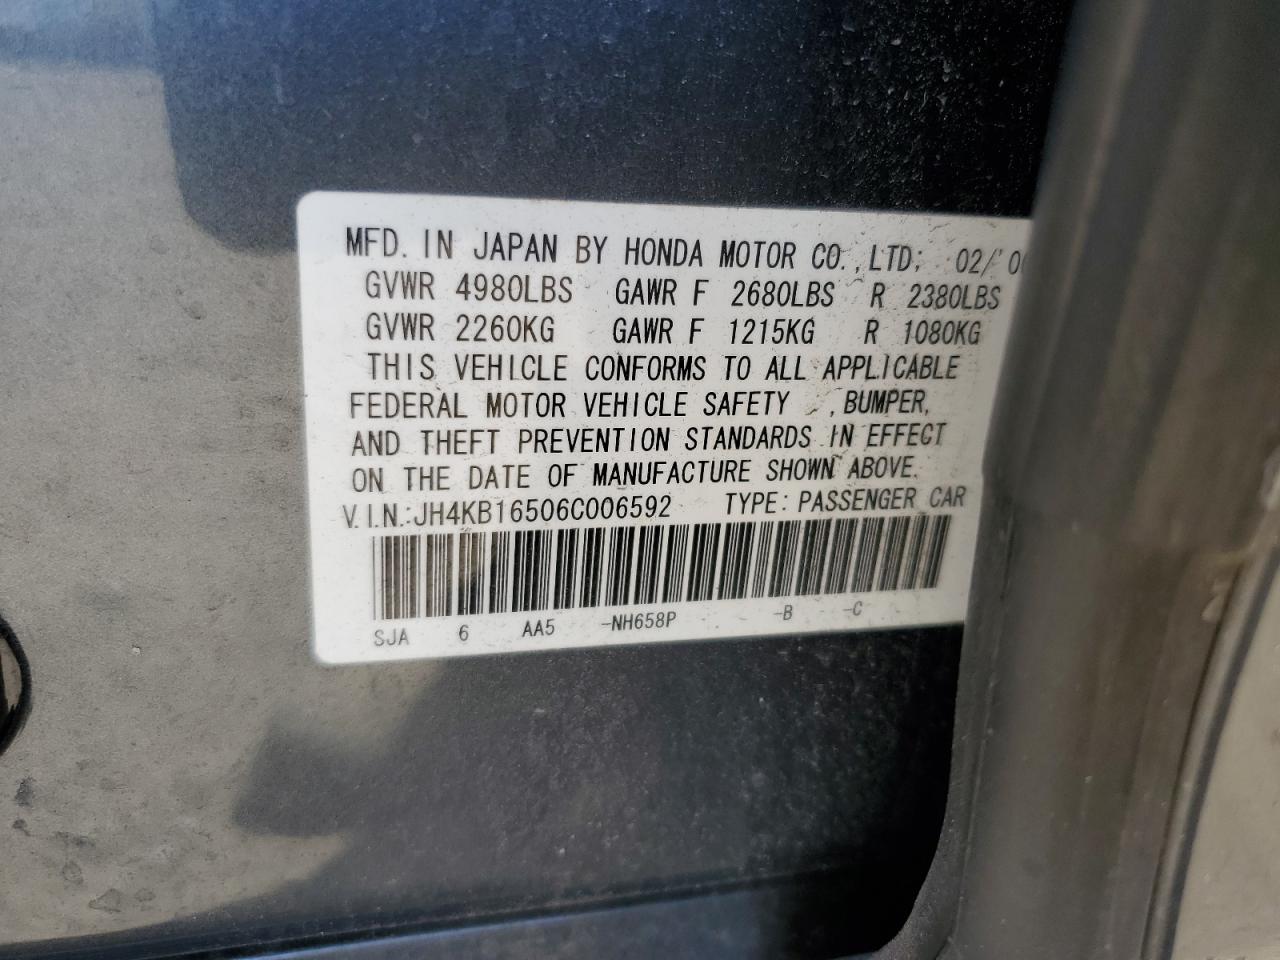 MFD. IN JAPAN BY HONDA MOTOR CO., LTD; 02/'0
GVWR 4980LBS GAWR F 2680LBS R 2380LBS
GVWR 2260KG GAWR F 1215KG R 1080KG
THIS VEHICLE CONFORMS TO ALL APPLICABLE
FEDERAL MOTOR VEHICLE SAFETY , BUMPER,
AND THEFT PREVENTION STANDARDS IN EFFECT
ON THE DATE OF MANUFACTURE SHOWN ABOVE.
V.I.N.:JH4KB16506C006592 TYPE: PASSENGER CAR
SJA 6 AA5 -NH658P -B -C